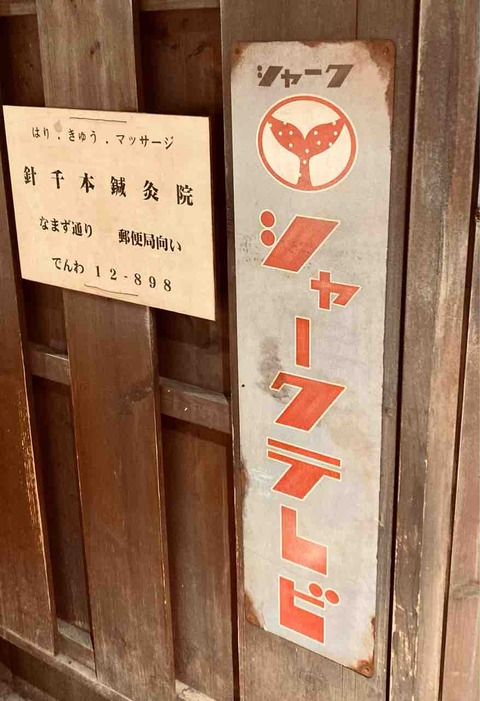 はり．きゅう．マッサージ
針千本鍼灸院
なまず通り　郵便局向い
でんわ 12-898
シャーク
シャークテレビ